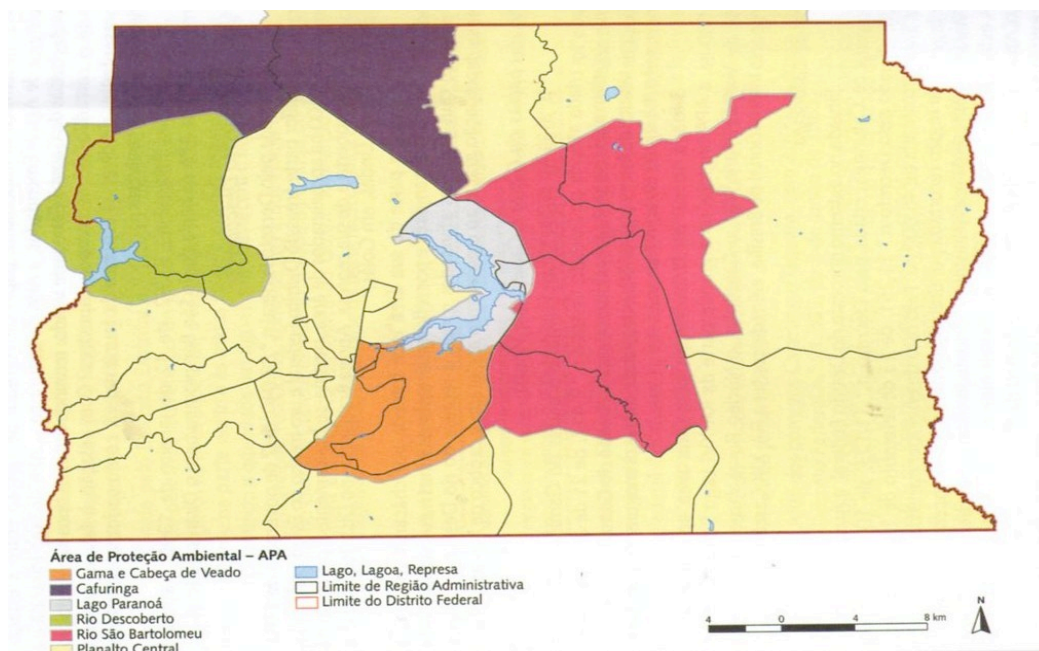 Área de Proteção Ambiental – APA
Gama e Cabeça de Veado
Cafuringa
Lago Paranoá
Rio Descoberto
Rio São Bartolomeu
Planalto Central
Lago, Lagoa, Represa
Limite de Região Administrativa
Limite do Distrito Federal
4 0 4 8 km
N